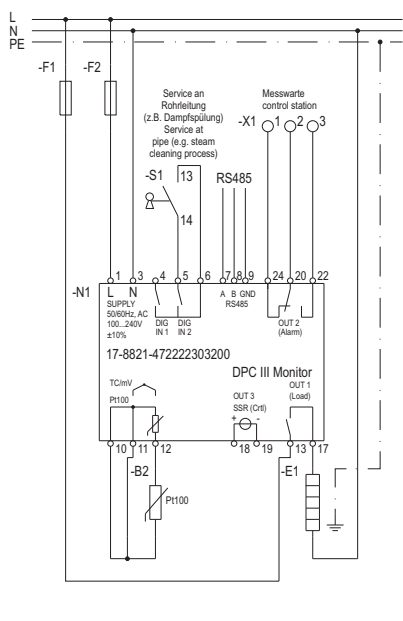 L
N
PE
-F1
-F2
Service an
Rohrleitung
(z.B. Dampfspülung)
Service at
pipe (e.g. steam
cleaning process)
Messwarte
control station
-X1 1 2 3
-S1 13
14
RS485
1 3 4 5 6 7 8 9 24 20 22
-N1
L N
SUPPLY
50/60Hz, AC
100...240V
±10%
DIG
IN 1
DIG
IN 2
A B GND
RS485
OUT 2
(Alarm)
17-8821-472222303200
DPC III Monitor
TC/mV
Pt100
OUT 3
SSR (Crtl)
+ -
OUT 1
(Load)
10 11 12 18 19 13 17
-B2
-E1
Pt100